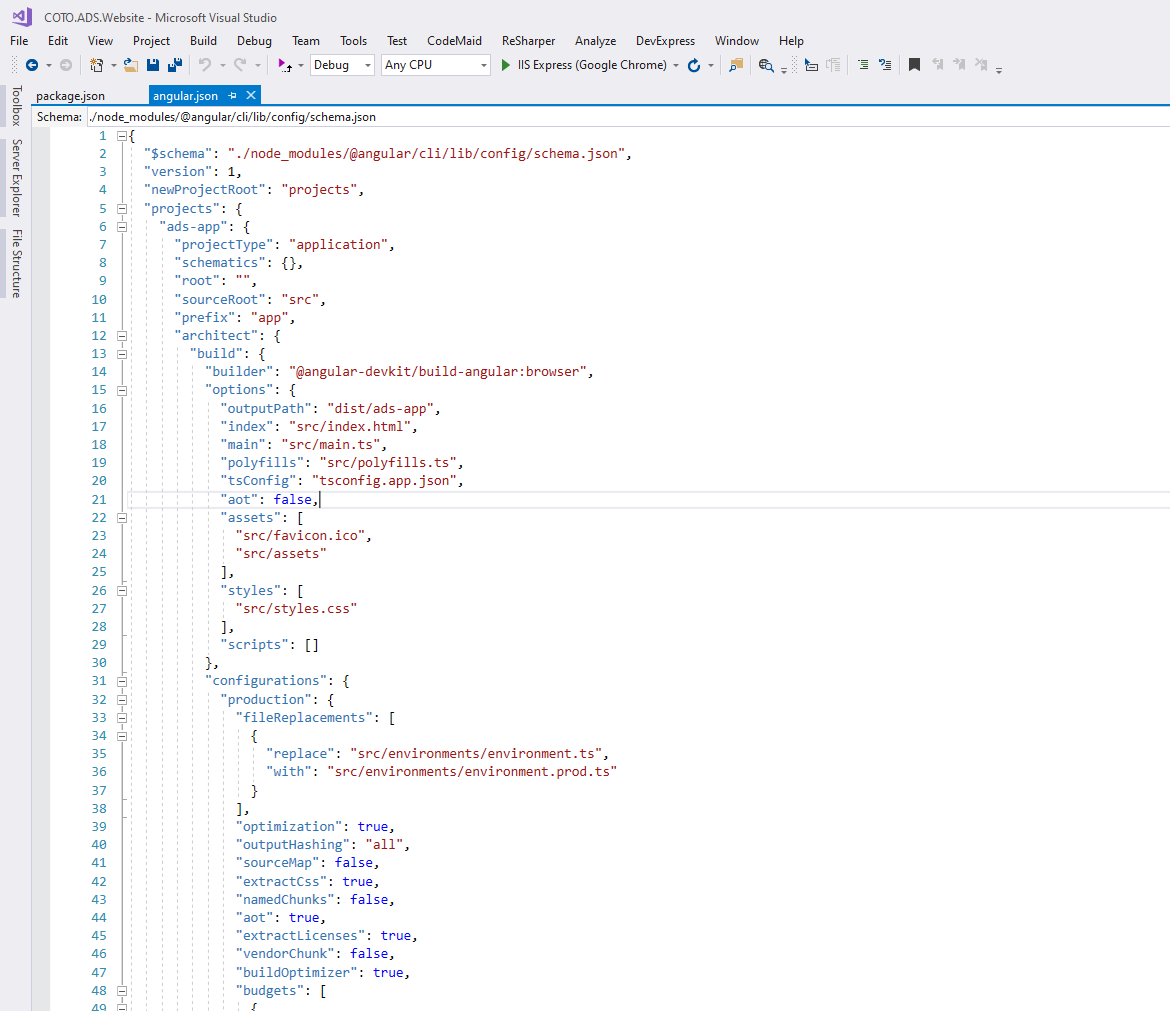 COTO.ADS.Website - Microsoft Visual Studio
File Edit View Project Build Debug Team Tools Test CodeMaid ReSharper Analyze DevExpress Window Help
Debug Any CPU IIS Express (Google Chrome)
package.json angular.json
Schema: ./node_modules/@angular/cli/lib/config/schema.json
Toolbox
Server Explorer
File Structure
1 {
2 "$schema": "./node_modules/@angular/cli/lib/config/schema.json",
3 "version": 1,
4 "newProjectRoot": "projects",
5 "projects": {
6 "ads-app": {
7 "projectType": "application",
8 "schematics": {},
9 "root": "",
10 "sourceRoot": "src",
11 "prefix": "app",
12 "architect": {
13 "build": {
14 "builder": "@angular-devkit/build-angular:browser",
15 "options": {
16 "outputPath": "dist/ads-app",
17 "index": "src/index.html",
18 "main": "src/main.ts",
19 "polyfills": "src/polyfills.ts",
20 "tsConfig": "tsconfig.app.json",
21 "aot": false,
22 "assets": [
23 "src/favicon.ico",
24 "src/assets"
25 ],
26 "styles": [
27 "src/styles.css"
28 ],
29 "scripts": []
30 },
31 "configurations": {
32 "production": {
33 "fileReplacements": [
34 {
35 "replace": "src/environments/environment.ts",
36 "with": "src/environments/environment.prod.ts"
37 }
38 ],
39 "optimization": true,
40 "outputHashing": "all",
41 "sourceMap": false,
42 "extractCss": true,
43 "namedChunks": false,
44 "aot": true,
45 "extractLicenses": true,
46 "vendorChunk": false,
47 "buildOptimizer": true,
48 "budgets": [
49 {